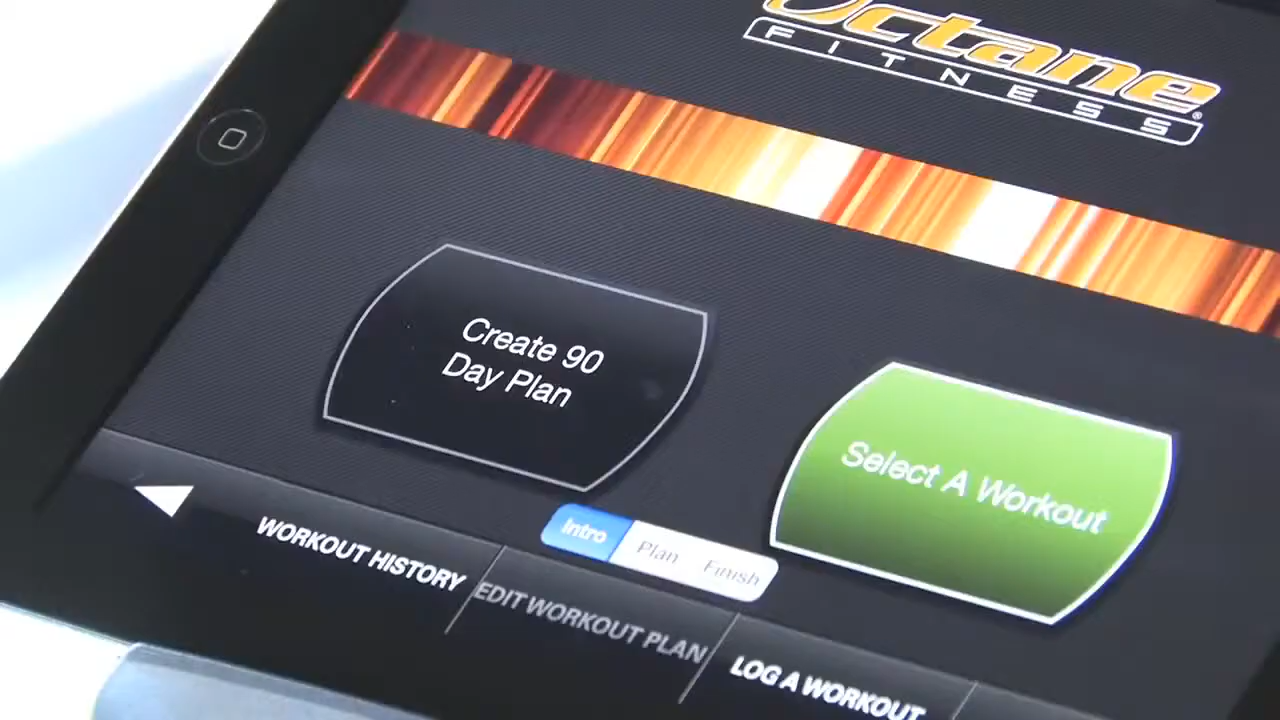 Octane
FITNESS®
Create 90
Day Plan
Select A Workout
Intro Plan Finish
WORKOUT HISTORY
EDIT WORKOUT PLAN
LOG A WORKOUT